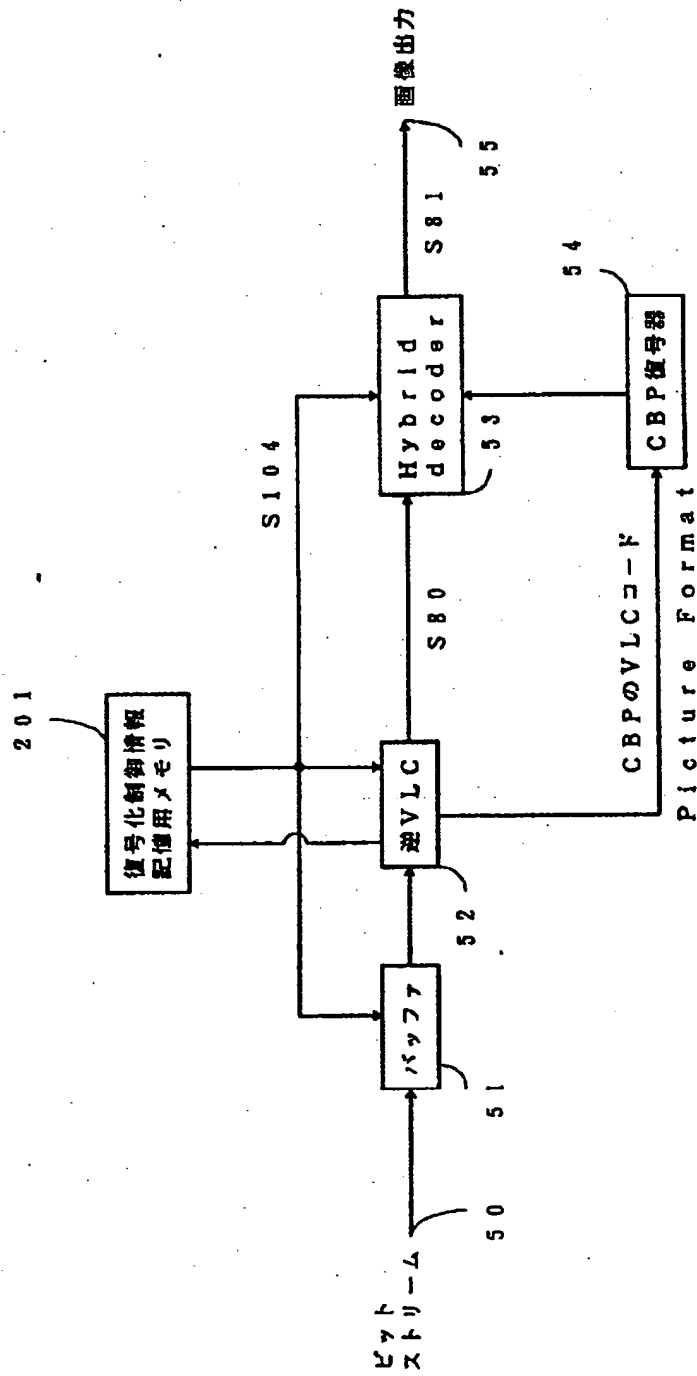 201
復号化制御情報
記憶用メモリ
S104
ビット
ストリーム
50
バッファ
51
逆VLC
52
S80
Hybrid
decoder
53
S81
画像出力
55
CBPのVLCコード
Picture Format
CBP復号器
54